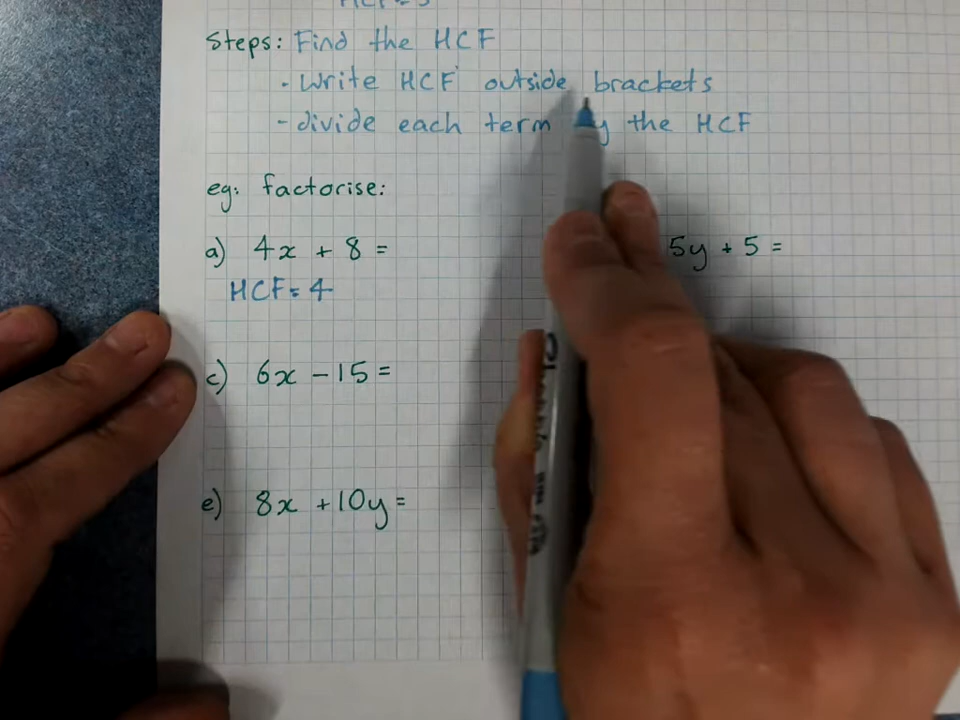 Steps: Find the HCF
- Write HCF outside brackets
- divide each term the HCF
eg: factorise:
a) 4x + 8 =
5y + 5 =
HCF = 4
c) 6x - 15 =
e) 8x + 10y =